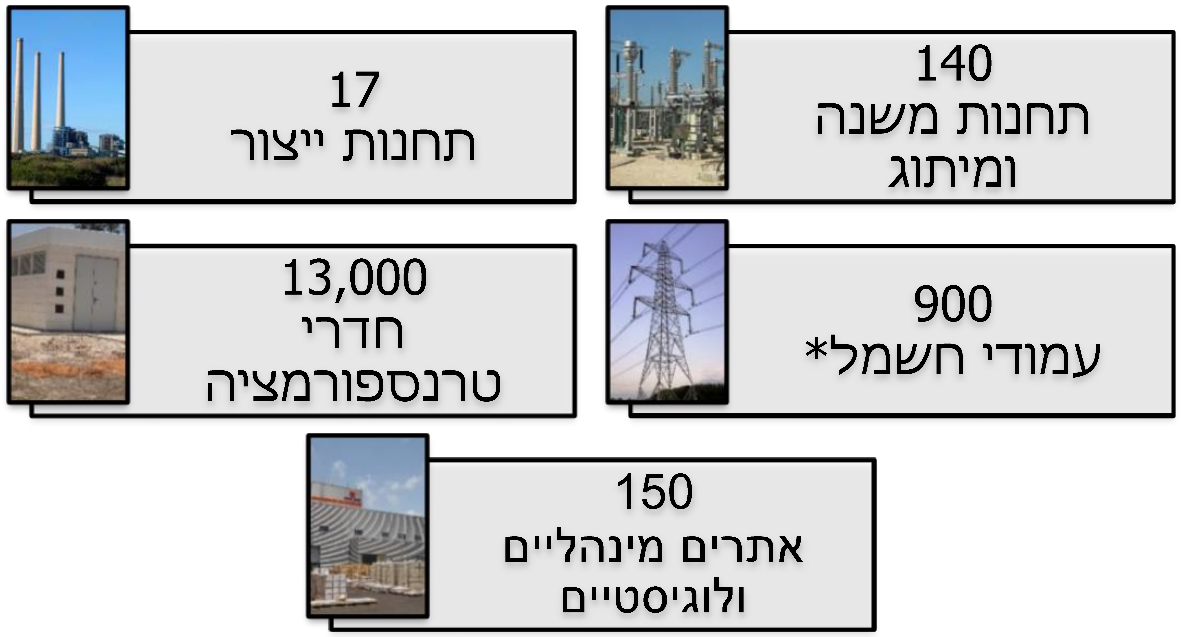 140
תחנות משנה
ומיתוג
17
תחנות ייצור
900
עמודי חשמל*
13,000
חדרי
טרנספורמציה
150
אתרים מינהליים
ולוגיסטיים